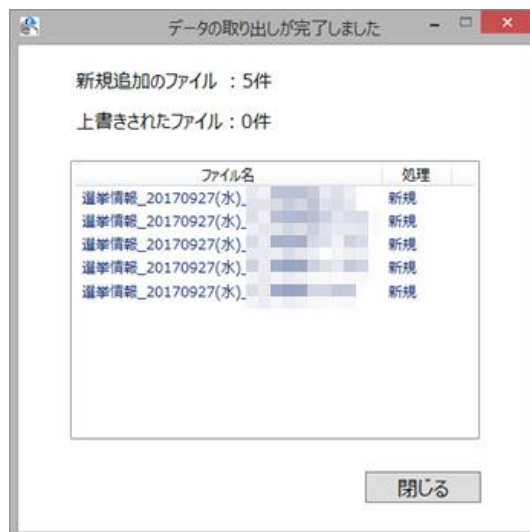 データの取り出しが完了しました
新規追加のファイル ：5件
上書きされたファイル：0件
ファイル名 処理
選挙情報_20170927(水)_ 新規
選挙情報_20170927(水)_ 新規
選挙情報_20170927(水)_ 新規
選挙情報_20170927(水)_ 新規
選挙情報_20170927(水)_ 新規
閉じる